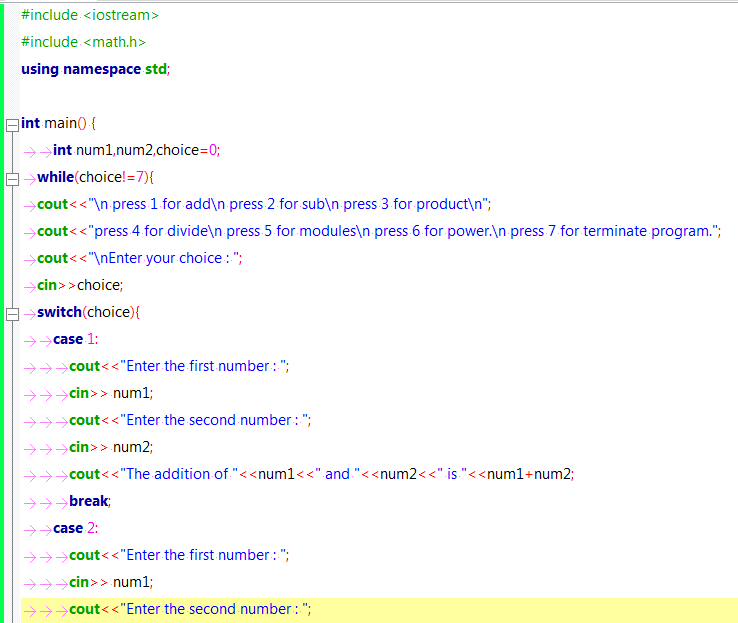 #include <iostream>
#include <math.h>
using namespace std;
int main() {
int num1,num2,choice=0;
while(choice!=7){
cout<<"\n press 1 for add\n press 2 for sub\n press 3 for product\n";
cout<<"press 4 for divide\n press 5 for modules\n press 6 for power.\n press 7 for terminate program.";
cout<<"\nEnter your choice : ";
cin>>choice;
switch(choice){
case 1:
cout<<"Enter the first number : ";
cin>> num1;
cout<<"Enter the second number : ";
cin>> num2;
cout<<"The addition of "<<num1<<" and "<<num2<<" is "<<num1+num2;
break;
case 2:
cout<<"Enter the first number : ";
cin>> num1;
cout<<"Enter the second number : ";